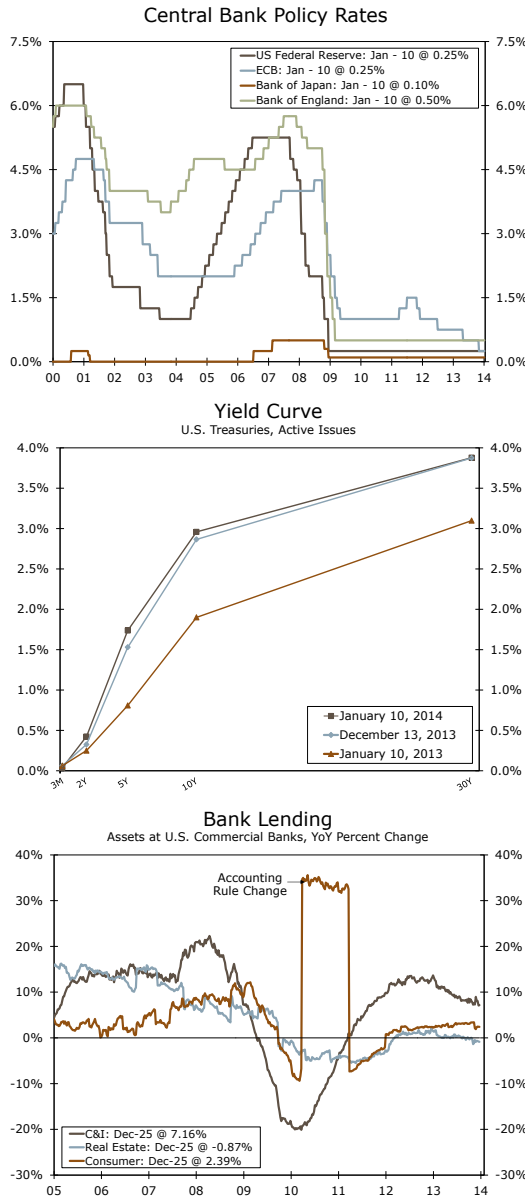 Central Bank Policy Rates
7.5% 7.5%
US Federal Reserve: Jan - 10 @ 0.25%
ECB: Jan - 10 @ 0.25%
Bank of Japan: Jan - 10 @ 0.10%
Bank of England: Jan - 10 @ 0.50%
6.0% 6.0%
4.5% 4.5%
3.0% 3.0%
1.5% 1.5%
0.0% 0.0%
00 01 02 03 04 05 06 07 08 09 10 11 12 13 14
Yield Curve
U.S. Treasuries, Active Issues
4.0% 4.0%
3.5% 3.5%
3.0% 3.0%
2.5% 2.5%
2.0% 2.0%
1.5% 1.5%
1.0% 1.0%
0.5% 0.5%
January 10, 2014
December 13, 2013
January 10, 2013
0.0% 0.0%
3M 2Y 5Y 10Y 30Y
Bank Lending
Assets at U.S. Commercial Banks, YoY Percent Change
40% 40%
Accounting
Rule Change
30% 30%
20% 20%
10% 10%
0% 0%
-10% -10%
-20% -20%
C&I: Dec-25 @ 7.16%
Real Estate: Dec-25 @ -0.87%
Consumer: Dec-25 @ 2.39%
-30% -30%
05 06 07 08 09 10 11 12 13 14